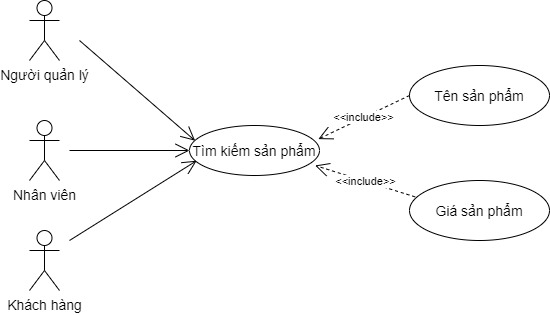 Người quản lý
Nhân viên
Khách hàng
Tìm kiếm sản phẩm
<<include>>
Tên sản phẩm
<<include>>
Giá sản phẩm